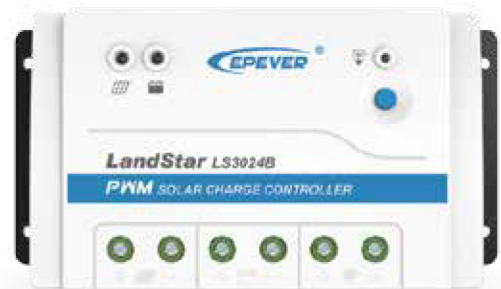 EPEVER ®
LandStar LS3024B
PWM SOLAR CHARGE CONTROLLER